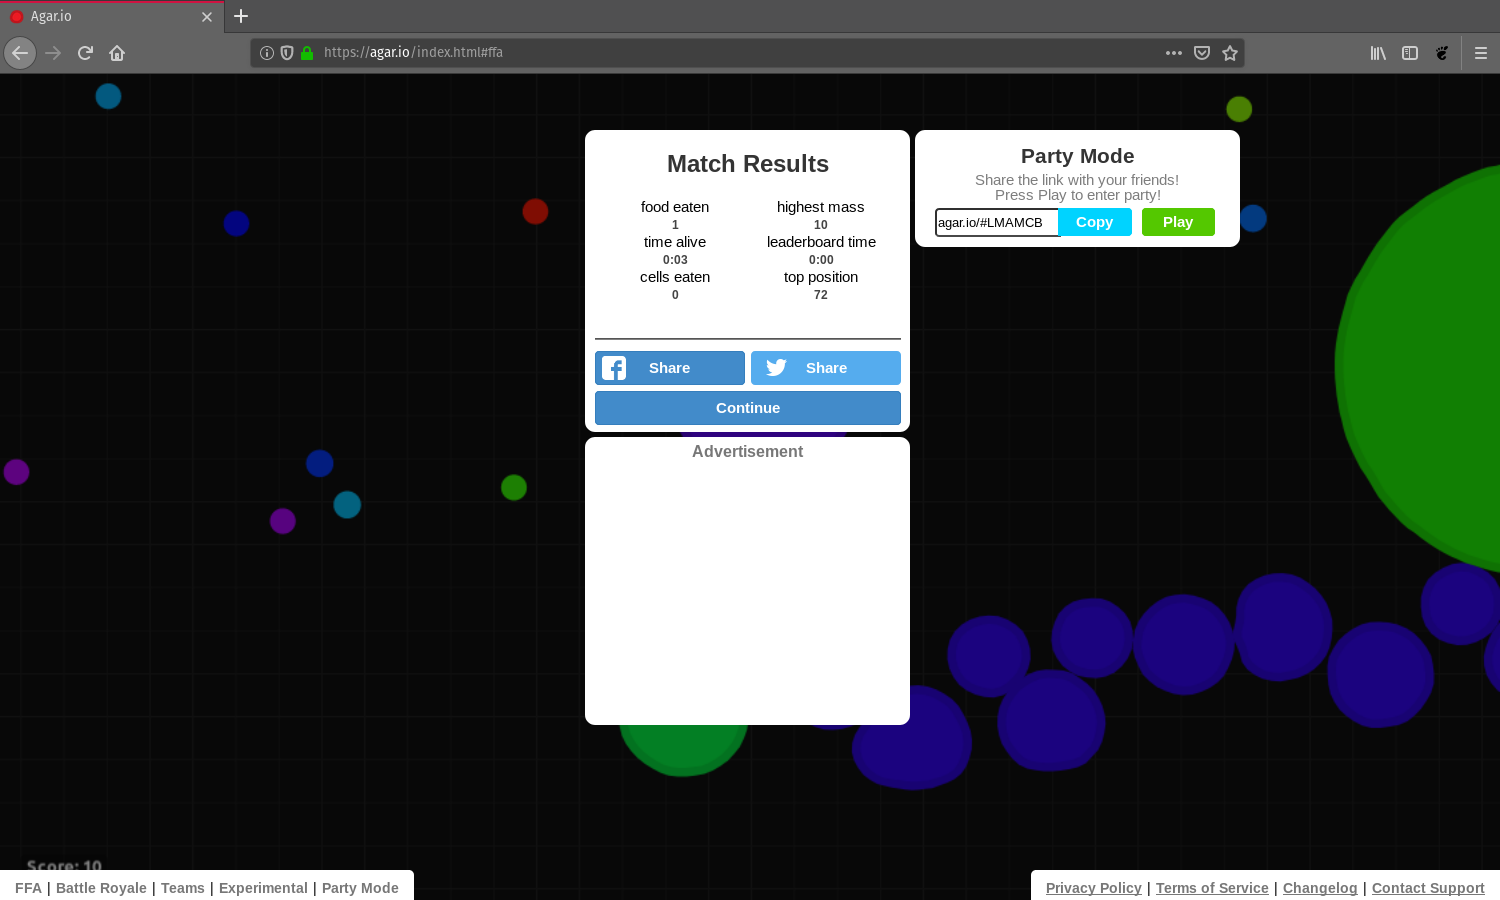 Agar.io
https://agar.io/index.html#ffa
Match Results
food eaten
1
highest mass
10
time alive
0:03
leaderboard time
0:00
cells eaten
0
top position
72
Share
Share
Continue
Advertisement
Party Mode
Share the link with your friends!
Press Play to enter party!
agar.io/#LMAMCB
Copy
Play
Score: 10
FFA | Battle Royale | Teams | Experimental | Party Mode
Privacy Policy | Terms of Service | Changelog | Contact Support